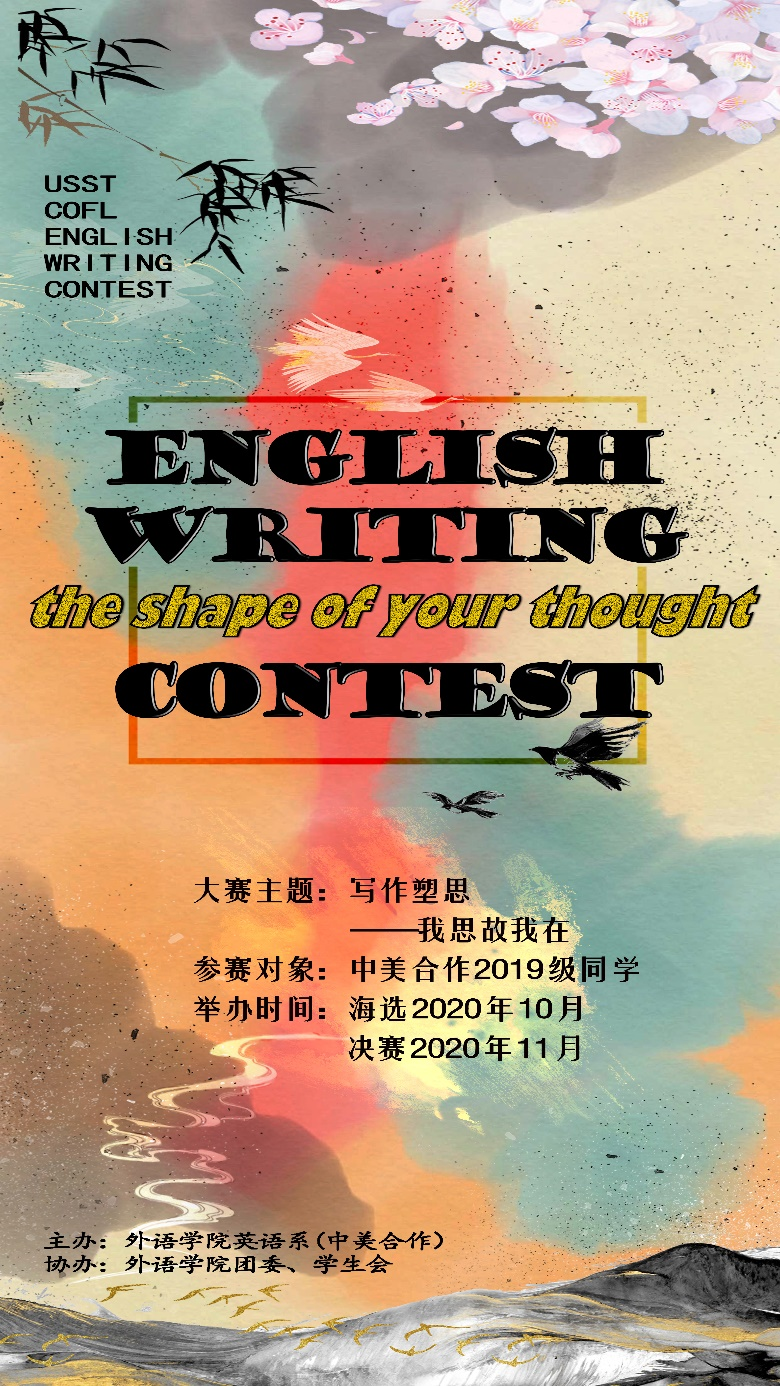 USST
COFL
ENGLISH
WRITING
CONTEST
ENGLISH
WRITING
the shape of your thought
CONTEST
大赛主题：写作塑思
——我思故我在
参赛对象：中美合作2019级同学
举办时间：海选2020年10月
决赛2020年11月
主办：外语学院英语系(中美合作)
协办：外语学院团委、学生会